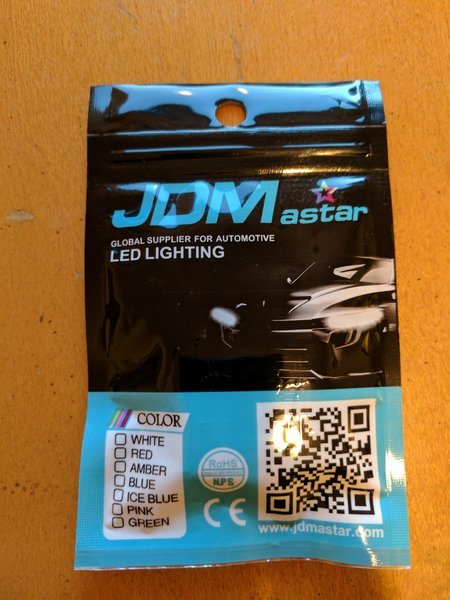 JDM astar
GLOBAL SUPPLIER FOR AUTOMOTIVE
LED LIGHTING
COLOR
WHITE
RED
AMBER
BLUE
ICE BLUE
PINK
GREEN
RoHS
NPS
CE
www.jdmastar.com